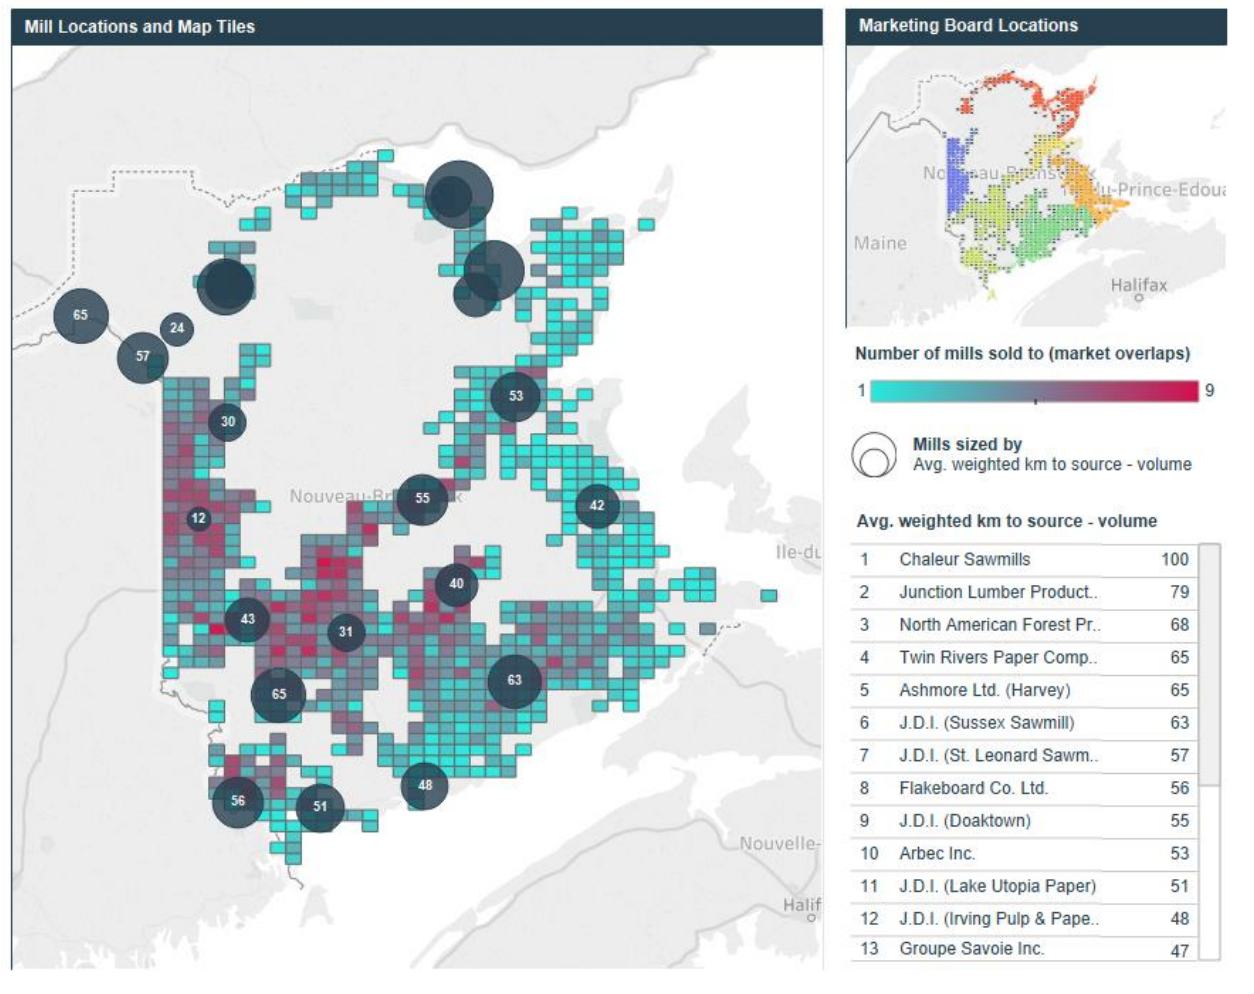 Mill Locations and Map Tiles
65
24
57
30
53
55
42
12
40
43
31
65
63
56
51
48
Ile-du
Nouvelle-
Halif
Marketing Board Locations
u-Prince-Edoua
Maine
Halifax
Number of mills sold to (market overlaps)
1 9
Mills sized by
Avg. weighted km to source - volume
Avg. weighted km to source - volume
1 Chaleur Sawmills 100
2 Junction Lumber Product.. 79
3 North American Forest Pr.. 68
4 Twin Rivers Paper Comp.. 65
5 Ashmore Ltd. (Harvey) 65
6 J.D.I. (Sussex Sawmill) 63
7 J.D.I. (St. Leonard Sawm.. 57
8 Flakeboard Co. Ltd. 56
9 J.D.I. (Doaktown) 55
10 Arbec Inc. 53
11 J.D.I. (Lake Utopia Paper) 51
12 J.D.I. (Irving Pulp & Pape.. 48
13 Groupe Savoie Inc. 47